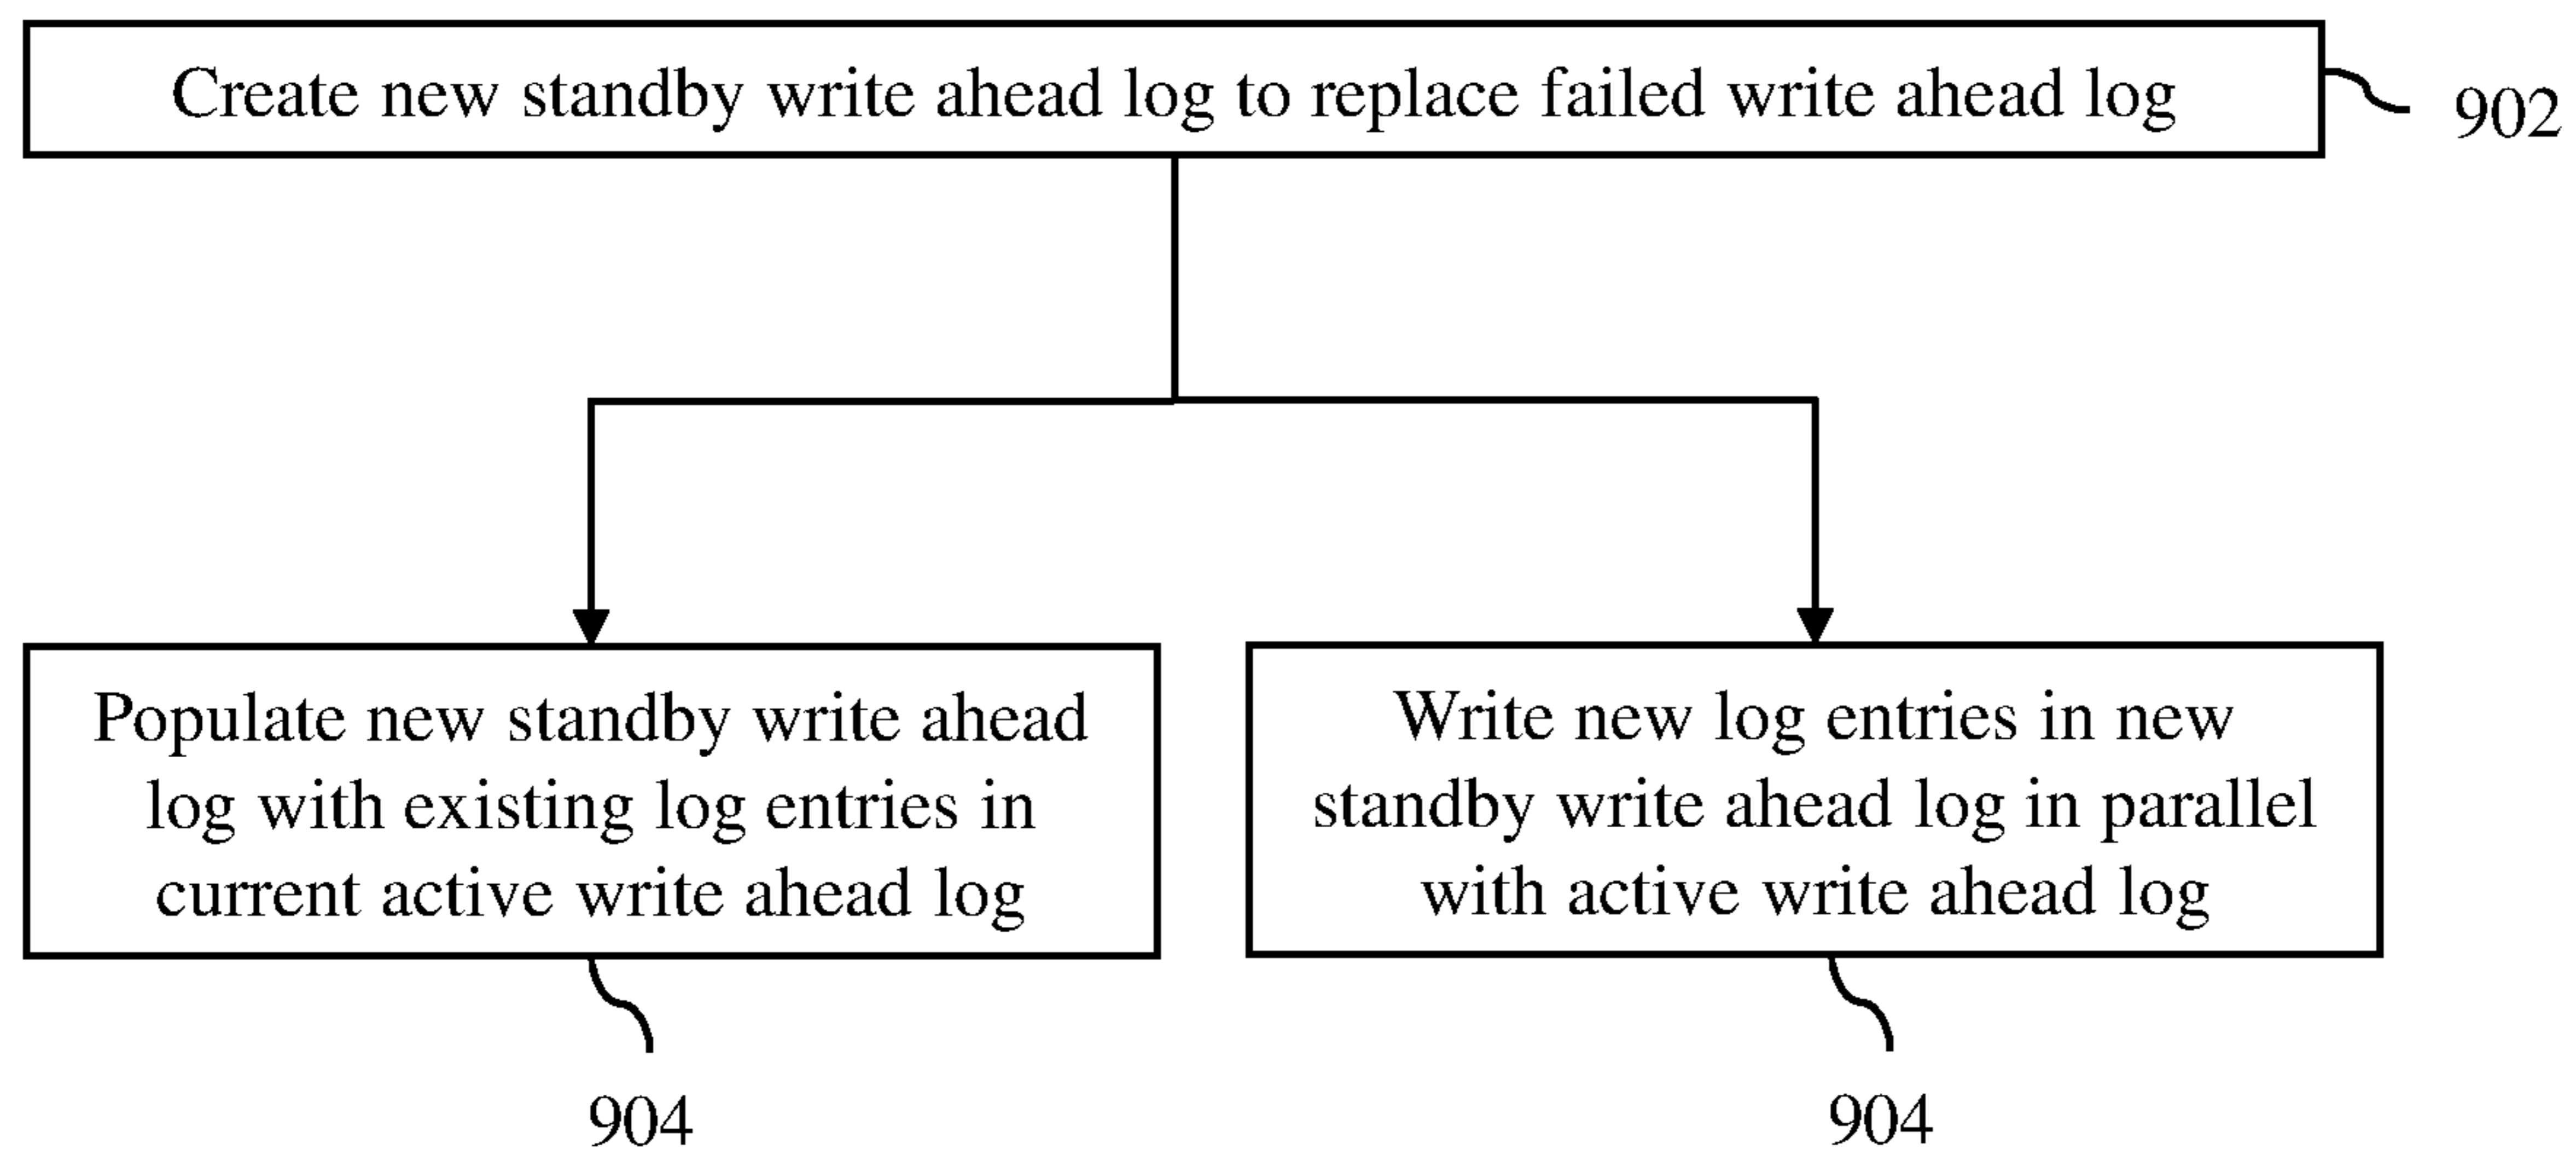 Create new standby write ahead log to replace failed write ahead log
902
Populate new standby write ahead
log with existing log entries in
current active write ahead log
904
Write new log entries in new
standby write ahead log in parallel
with active write ahead log
904